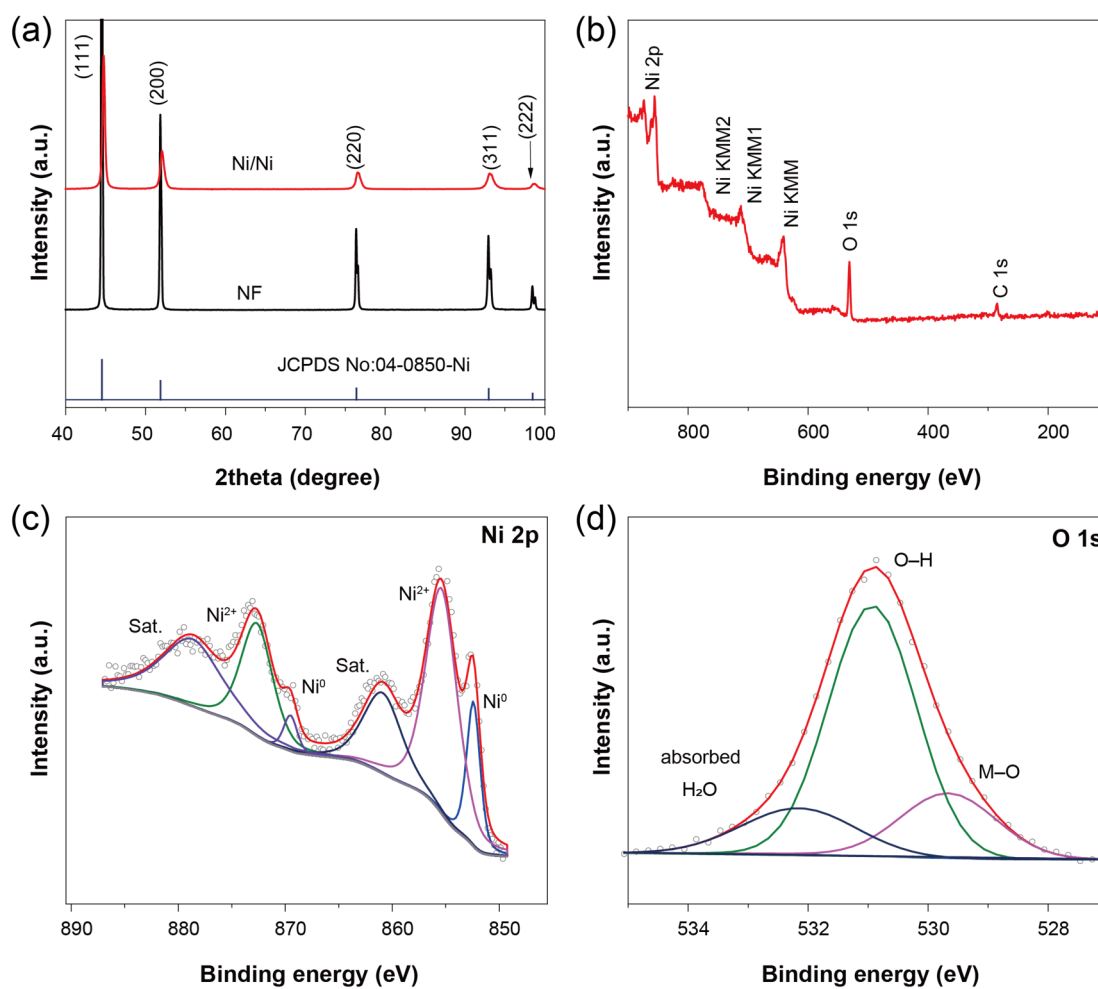 (a)
Intensity (a.u.)
(111)
(200)
(220)
(311)
(222)
Ni/Ni
NF
JCPDS No:04-0850-Ni
40 50 60 70 80 90 100
2theta (degree)
(b)
Intensity (a.u.)
Ni 2p
Ni KMM2
Ni KMM1
Ni KMM
O 1s
C 1s
800 600 400 200
Binding energy (eV)
(c)
Ni 2p
Intensity (a.u.)
Sat.
Ni²⁺
Ni⁰
Sat.
Ni²⁺
Ni⁰
890 880 870 860 850
Binding energy (eV)
(d)
O 1s
Intensity (a.u.)
O–H
absorbed
H₂O
M–O
534 532 530 528
Binding energy (eV)